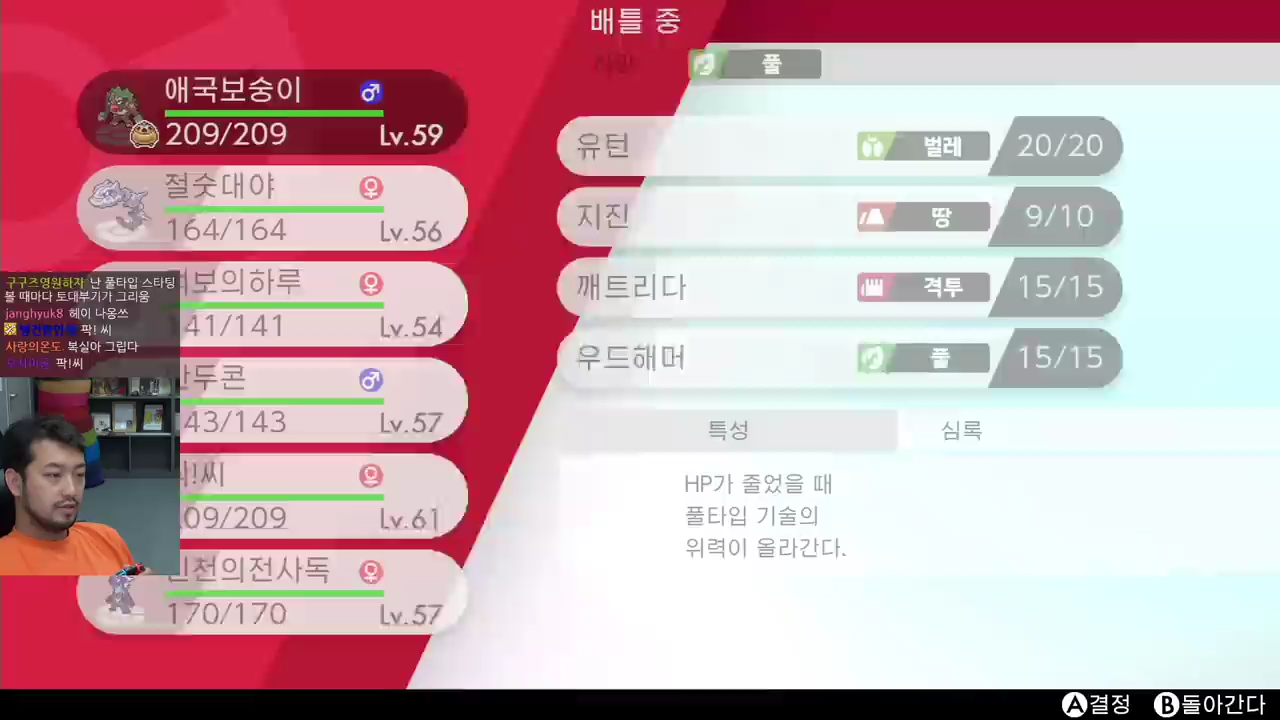 배틀 중
풀
애국보숭이
209/209
Lv.59
절숫대야
164/164
Lv.56
보의하루
41/141
Lv.54
두콘
43/143
Lv.57
!씨
09/209
Lv.61
전의전사독
170/170
Lv.57
유턴
벌레
20/20
지진
땅
9/10
깨트리다
격투
15/15
우드해머
풀
15/15
특성
심록
HP가 줄었을 때
풀타입 기술의
위력이 올라간다.
구구즈영원하자 난 풀타입 스타팅
볼 때마다 토대부기가 그리움
janghyuk8 헤이 나옹쓰
팍! 씨
사랑의온도. 복실아 그립다
팍!씨
A 결정
B 돌아간다